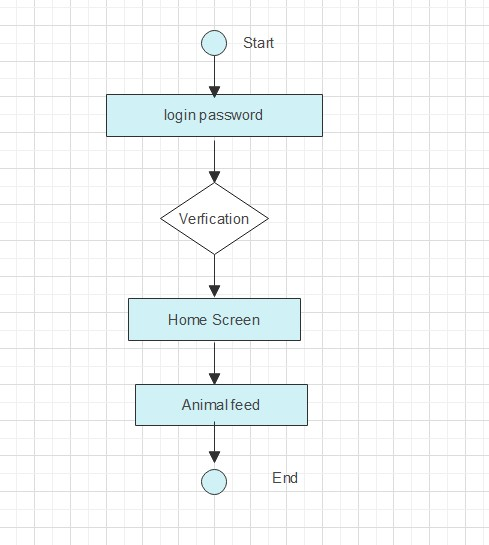 Start
login password
Verfication
Home Screen
Animal feed
End